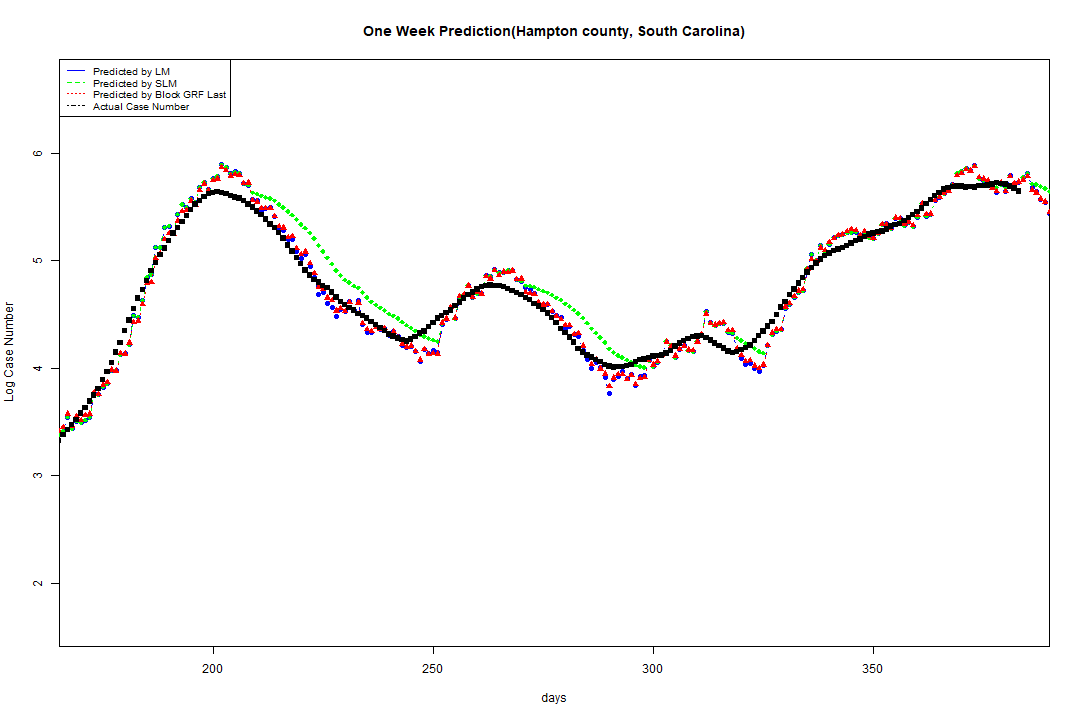 One Week Prediction(Hampton county, South Carolina)
Predicted by LM
Predicted by SLM
Predicted by Block GRF Last
Actual Case Number
6
5
4
3
2
Log Case Number
200 250 300 350
days